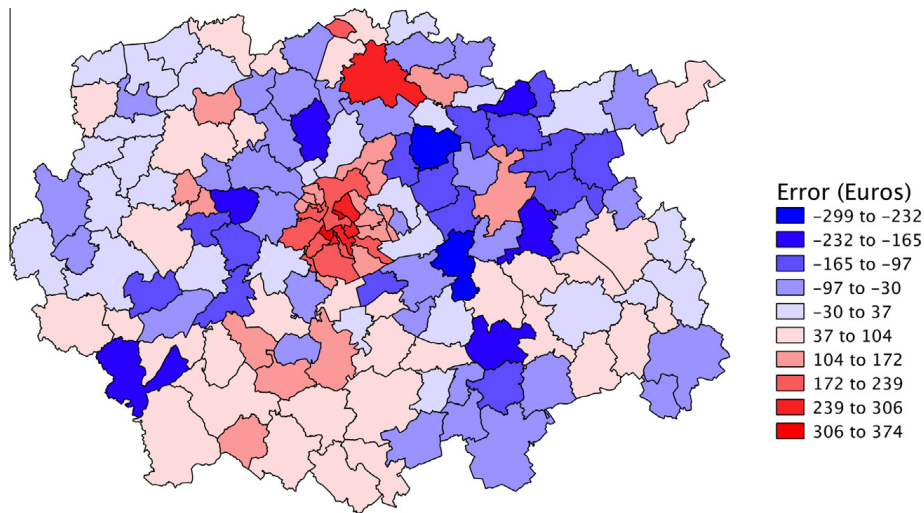 Error (Euros)
−299 to −232
−232 to −165
−165 to −97
−97 to −30
−30 to 37
37 to 104
104 to 172
172 to 239
239 to 306
306 to 374